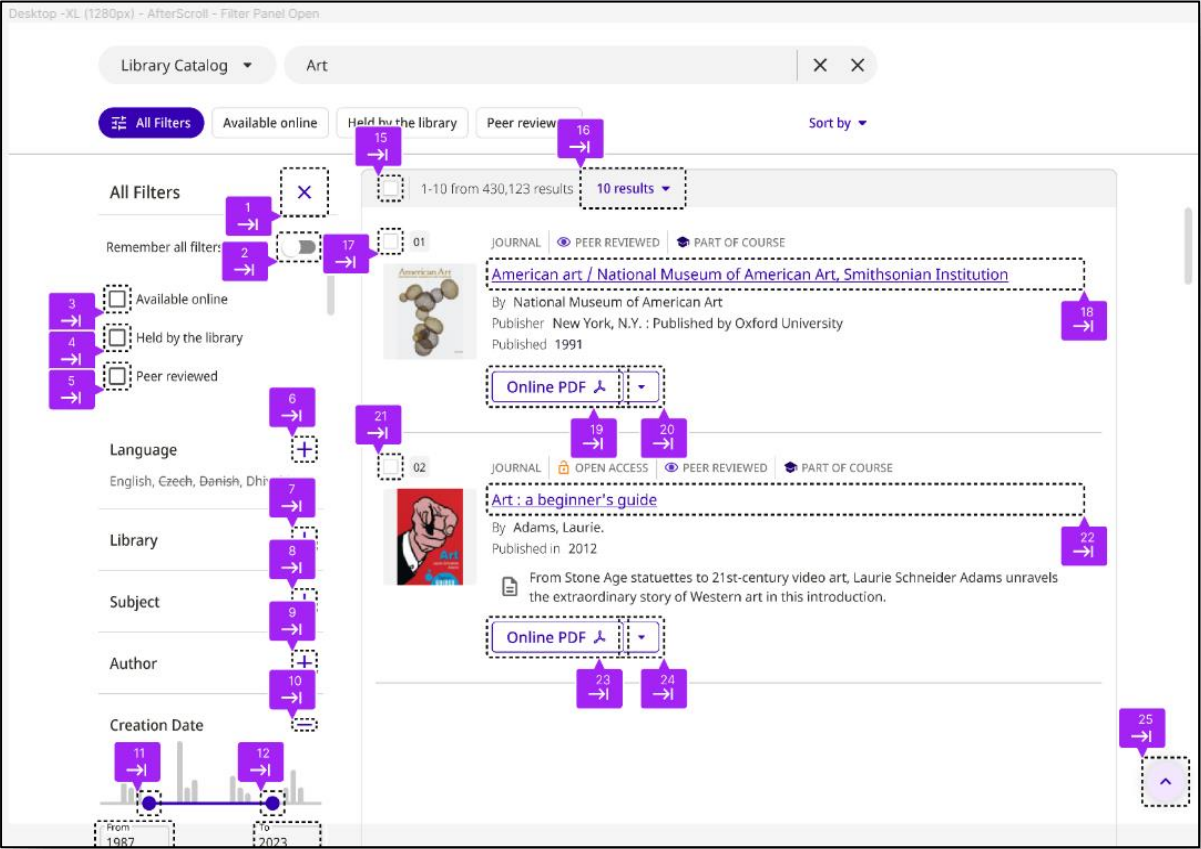 Desktop -XL (1280px) - AfterScroll - Filter Panel Open
Library Catalog
Art
All Filters
Available online
Held by the library
Peer review
Sort by
15
16
All Filters
1
1-10 from 430,123 results
10 results
Remember all filters
2
17
01
JOURNAL
PEER REVIEWED
PART OF COURSE
American Art
American art / National Museum of American Art, Smithsonian Institution
By National Museum of American Art
Publisher New York, N.Y. : Published by Oxford University
Published 1991
18
3
Available online
4
Held by the library
5
Peer reviewed
Online PDF
19
20
6
Language
English, Czech, Danish,
21
02
JOURNAL
OPEN ACCESS
PEER REVIEWED
PART OF COURSE
Art : a beginner's guide
By Adams, Laurie.
Published in 2012
22
Art
From Stone Age statuettes to 21st-century video art, Laurie Schneider Adams unravels
the extraordinary story of Western art in this introduction.
7
Library
8
Subject
9
Author
Online PDF
23
24
10
Creation Date
11
12
25
From
1987
To
2023